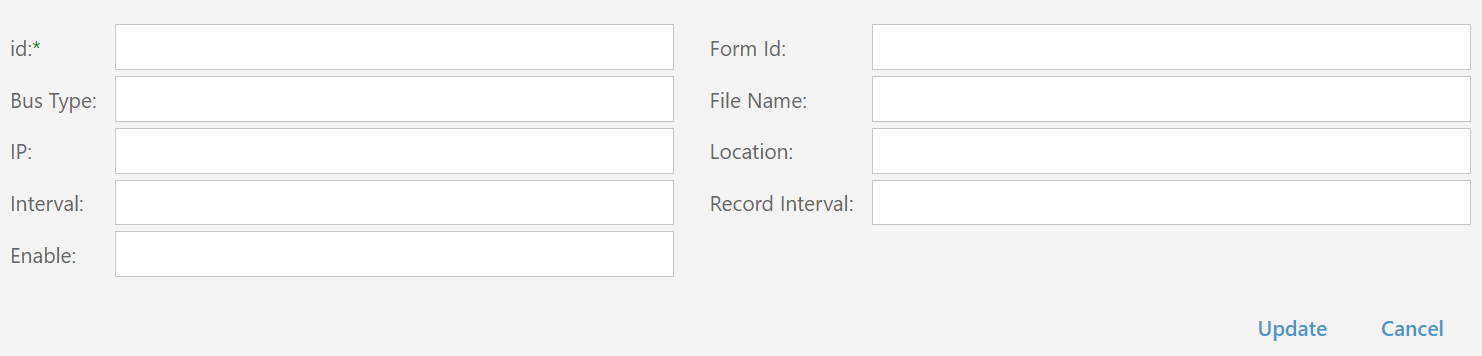 id:* Form Id:
Bus Type: File Name:
IP: Location:
Interval: Record Interval:
Enable:
Update Cancel